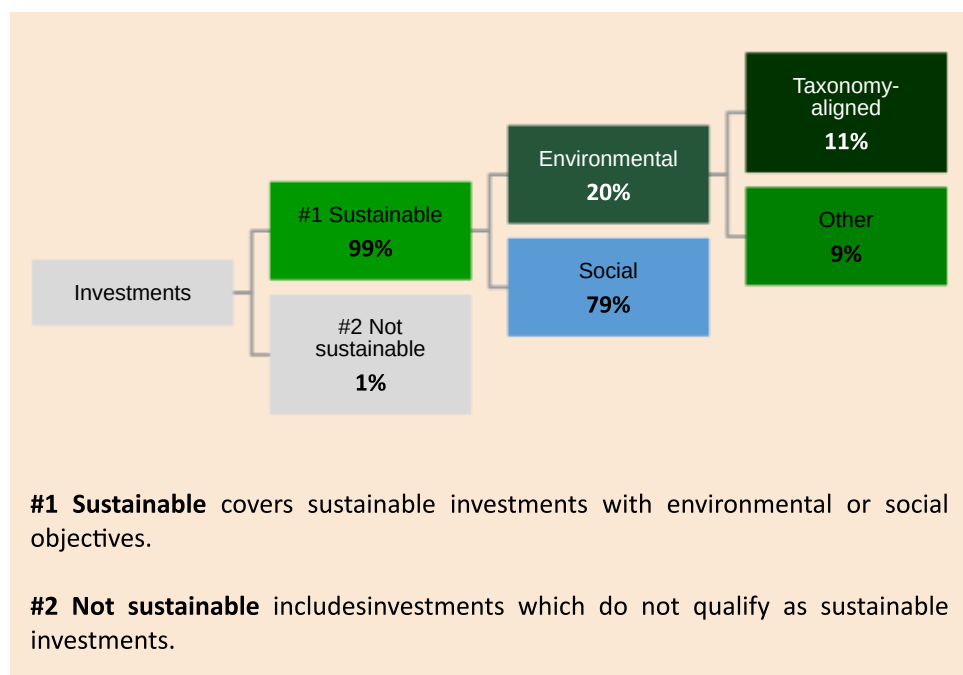 Taxonomy-
aligned
11%
Environmental
20%
#1 Sustainable
99%
Other
9%
Social
79%
Investments
#2 Not
sustainable
1%
#1 Sustainable covers sustainable investments with environmental or social
objectives.
#2 Not sustainable includesinvestments which do not qualify as sustainable
investments.